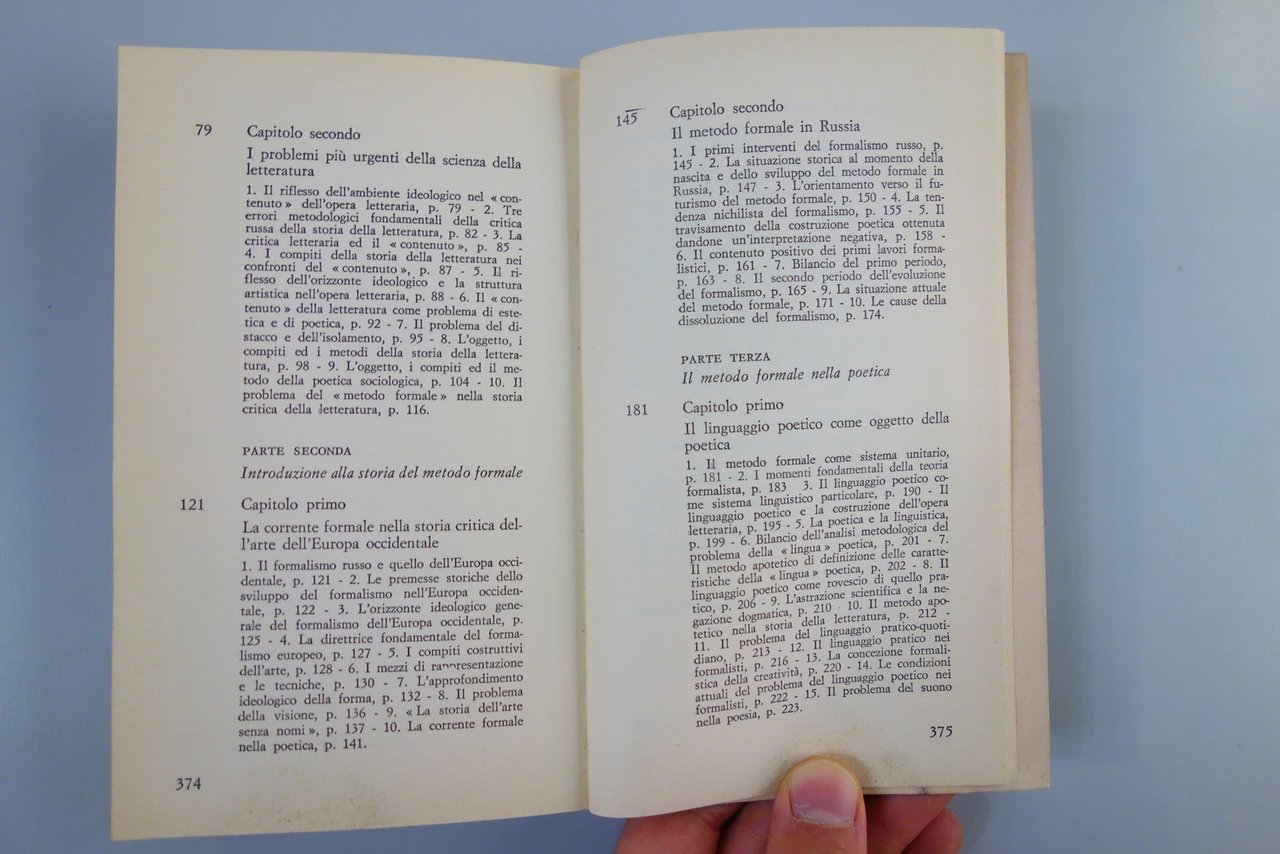 79 Capitolo secondo
I problemi più urgenti della scienza della
letteratura
1. Il riflesso dell'ambiente ideologico nel « con-
tenuto » dell'opera letteraria, p. 79 - 2. Tre
errori metodologici fondamentali della critica
russa della storia della letteratura, p. 82 - 3. La
critica letteraria ed il « contenuto », p. 85 -
4. I compiti della storia della letteratura nei
confronti del « contenuto », p. 87 - 5. Il ri-
flesso dell'orizzonte ideologico e la struttura
artistica nell'opera letteraria, p. 88 - 6. Il « con-
tenuto » della letteratura come problema di este-
tica e di poetica, p. 92 - 7. Il problema del di-
stacco e dell'isolamento, p. 95 - 8. L'oggetto, i
compiti ed i metodi della storia della lettera-
tura, p. 98 - 9. L'oggetto, i compiti ed il me-
todo della poetica sociologica, p. 104 - 10. Il
problema del « metodo formale » nella storia
critica della letteratura, p. 116.
PARTE SECONDA
Introduzione alla storia del metodo formale
121 Capitolo primo
La corrente formale nella storia critica del-
l'arte dell'Europa occidentale
1. Il formalismo russo e quello dell'Europa occi-
dentale, p. 121 - 2. Le premesse storiche dello
sviluppo del formalismo nell'Europa occiden-
tale, p. 122 - 3. L'orizzonte ideologico gene-
rale del formalismo dell'Europa occidentale, p.
125 - 4. La direttrice fondamentale del forma-
lismo europeo, p. 127 - 5. I compiti costruttivi
dell'arte, p. 128 - 6. I mezzi di rappresentazione
e le tecniche, p. 130 - 7. L'approfondimento
ideologico della forma, p. 132 - 8. Il problema
della visione, p. 136 - 9. « La storia dell'arte
senza nomi », p. 137 - 10. La corrente formale
nella poetica, p. 141.
374
145 Capitolo secondo
Il metodo formale in Russia
1. I primi interventi del formalismo russo, p.
145 - 2. La situazione storica al momento della
nascita e dello sviluppo del metodo formale in
Russia, p. 147 - 3. L'orientamento verso il fu-
turismo del metodo formale, p. 150 - 4. La ten-
denza nichilista del formalismo, p. 155 - 5. Il
travisamento della costruzione poetica ottenuta
dandone un'interpretazione negativa, p. 158 -
6. Il contenuto positivo dei primi lavori forma-
listici, p. 161 - 7. Bilancio del primo periodo,
p. 163 - 8. Il secondo periodo dell'evoluzione
del formalismo, p. 165 - 9. La situazione attuale
del metodo formale, p. 171 - 10. Le cause della
dissoluzione del formalismo, p. 174.
PARTE TERZA
Il metodo formale nella poetica
181 Capitolo primo
Il linguaggio poetico come oggetto della
poetica
1. Il metodo formale come sistema unitario,
p. 181 - 2. I momenti fondamentali della teoria
formalista, p. 183 3. Il linguaggio poetico co-
me sistema linguistico particolare, p. 190 - Il
linguaggio poetico e la costruzione dell'opera
letteraria, p. 195 - 5. La poetica e la linguistica,
p. 199 - 6. Bilancio dell'analisi metodologica del
problema della « lingua » poetica, p. 201 - 7.
Il metodo apotetico di definizione delle caratte-
ristiche della « lingua » poetica, p. 202 - 8. Il
linguaggio poetico come rovescio di quello pra-
tico, p. 206 - 9. L'astrazione scientifica e la ne-
gazione dogmatica, p. 210 - 10. Il metodo apo-
tetico nella storia della letteratura, p. 212 -
11. Il problema del linguaggio pratico-quoti-
diano, p. 213 - 12. Il linguaggio pratico nei
formalisti, p. 216 - 13. La concezione formali-
stica della creatività, p. 220 - 14. Le condizioni
attuali del problema del linguaggio poetico nei
formalisti, p. 222 - 15. Il problema del suono
nella poesia, p. 223.
375